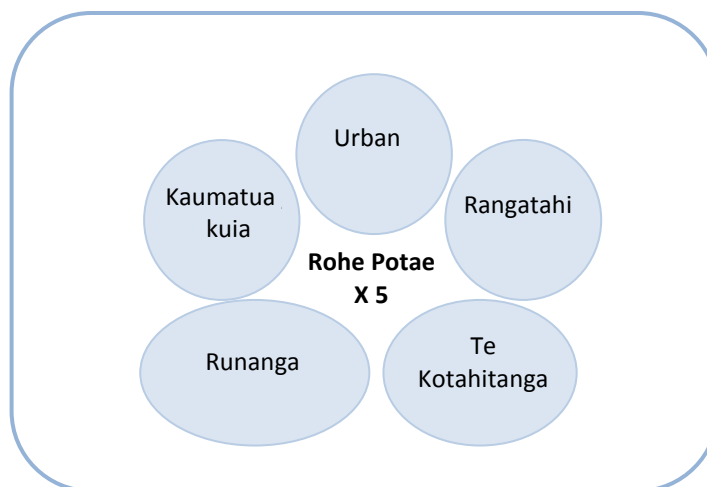 Urban
Kaumatua
kuia
Rangatahi
Rohe Potae
X 5
Runanga
Te
Kotahitanga